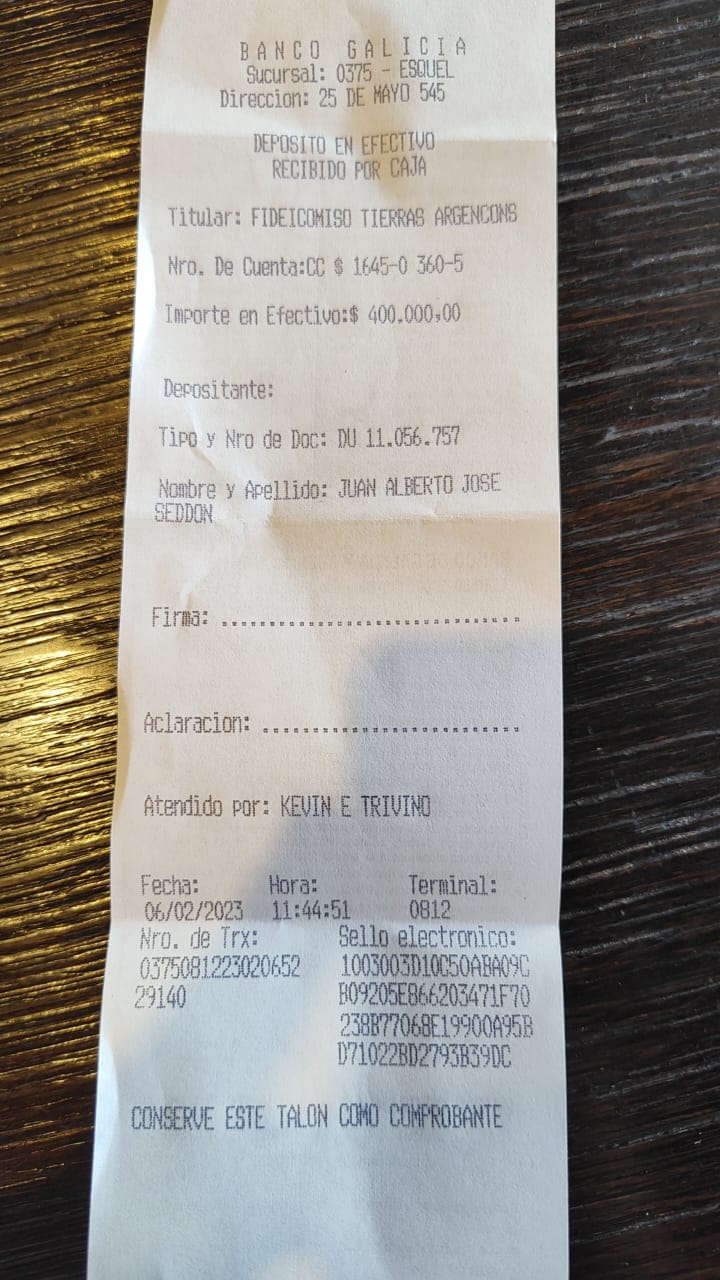 BANCO GALICIA
Sucursal: 0375 - ESQUEL
Direccion: 25 DE MAYO 545
DEPOSITO EN EFECTIVO
RECIBIDO POR CAJA
Titular: FIDEICOMISO TIERRAS ARGENCONS
Nro. De Cuenta:CC $ 1645-0 360-5
Importe en Efectivo:$ 400.000,00
Depositante:
Tipo y Nro de Doc: DU 11.056.757
Nombre y Apellido: JUAN ALBERTO JOSE
SEDDON
Firma: ..............................
Aclaracion: ..........................
Atendido por: KEVIN E TRIVINO
Fecha: Hora: Terminal:
06/02/2023 11:44:51 0812
Nro. de Trx: Sello electronico:
0375081223020652 1003003D10C50ABA09C
29140 B09205E866203471F70
238B77068E19900A95B
D71022BD2793B39DC
CONSERVE ESTE TALON COMO COMPROBANTE